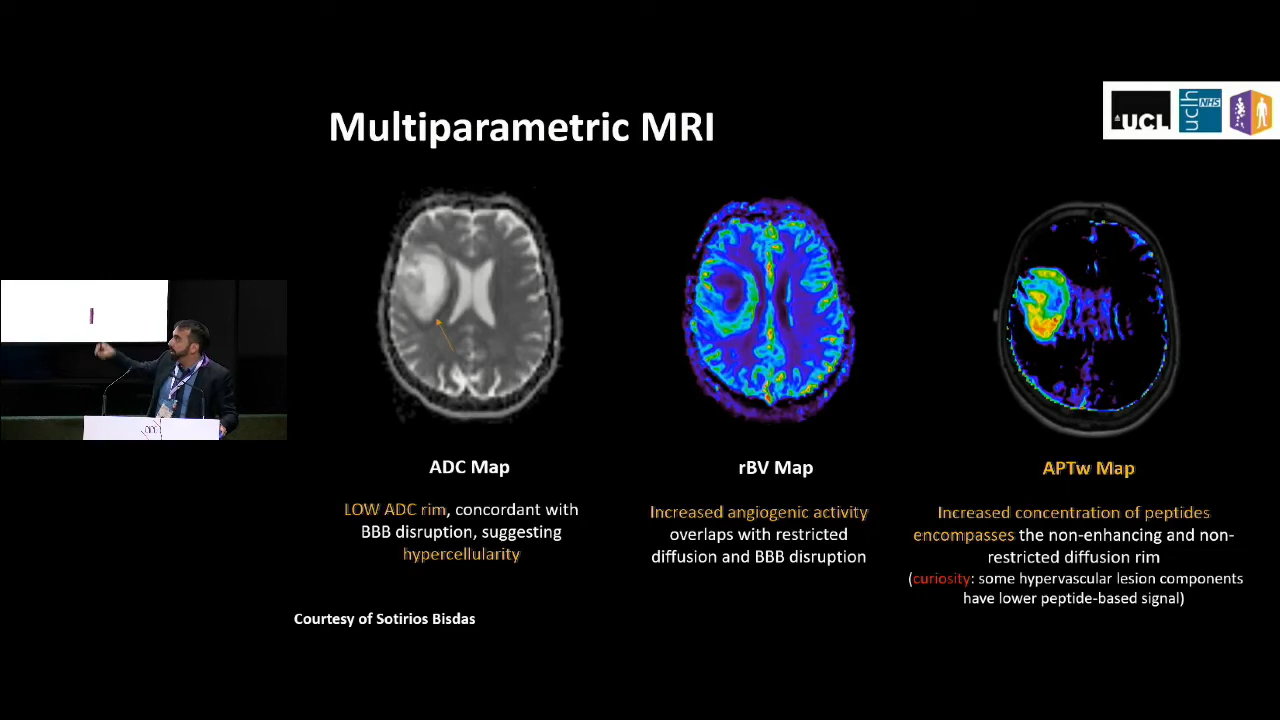 Multiparametric MRI
UCL
uclh
NHS
ADC Map
LOW ADC rim, concordant with
BBB disruption, suggesting
hypercellularity
rBV Map
Increased angiogenic activity
overlaps with restricted
diffusion and BBB disruption
APTw Map
Increased concentration of peptides
encompasses the non-enhancing and non-
restricted diffusion rim
(curiosity: some hypervascular lesion components
have lower peptide-based signal)
Courtesy of Sotirios Bisdas